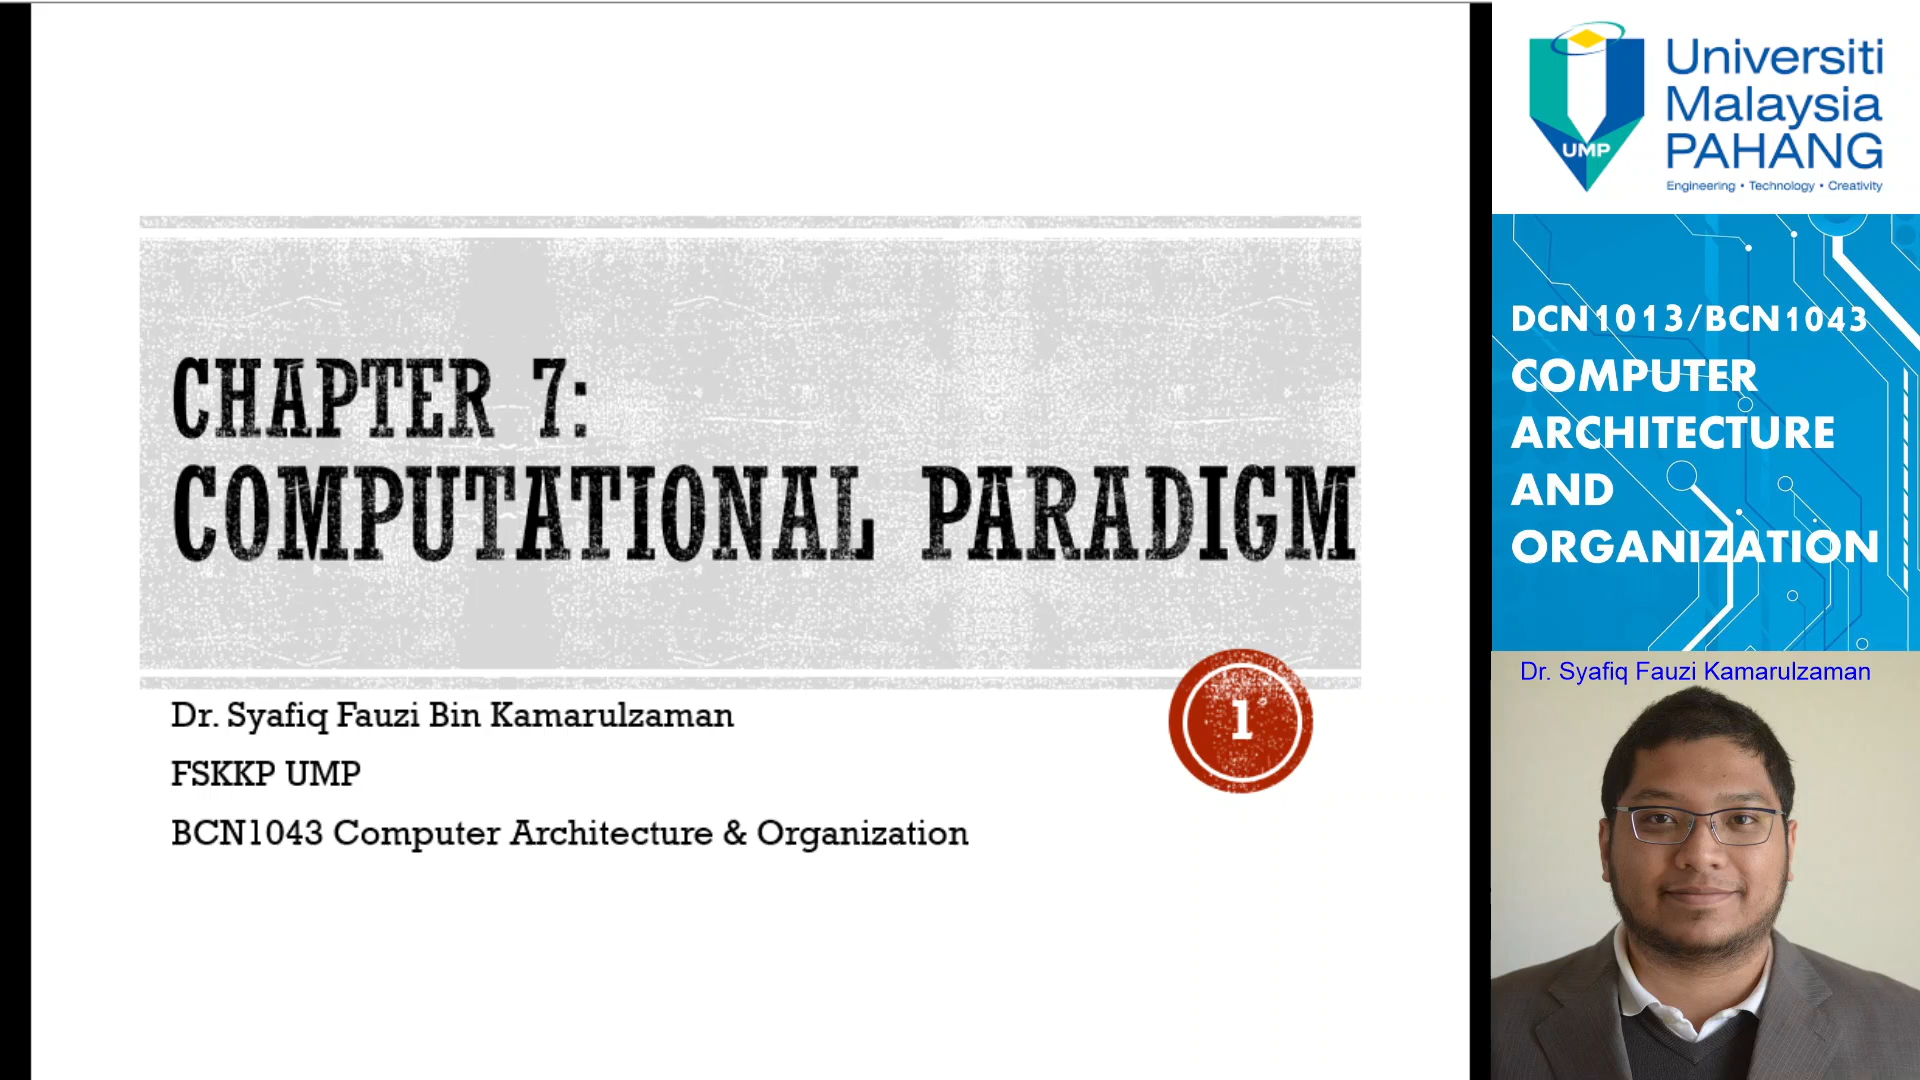 CHAPTER 7:
COMPUTATIONAL PARADIGM
Dr. Syafiq Fauzi Bin Kamarulzaman
FSKKP UMP
BCN1043 Computer Architecture & Organization
1
UMP
Universiti
Malaysia
PAHANG
Engineering • Technology • Creativity
DCN1013/BCN1043
COMPUTER
ARCHITECTURE
AND
ORGANIZATION
Dr. Syafiq Fauzi Kamarulzaman